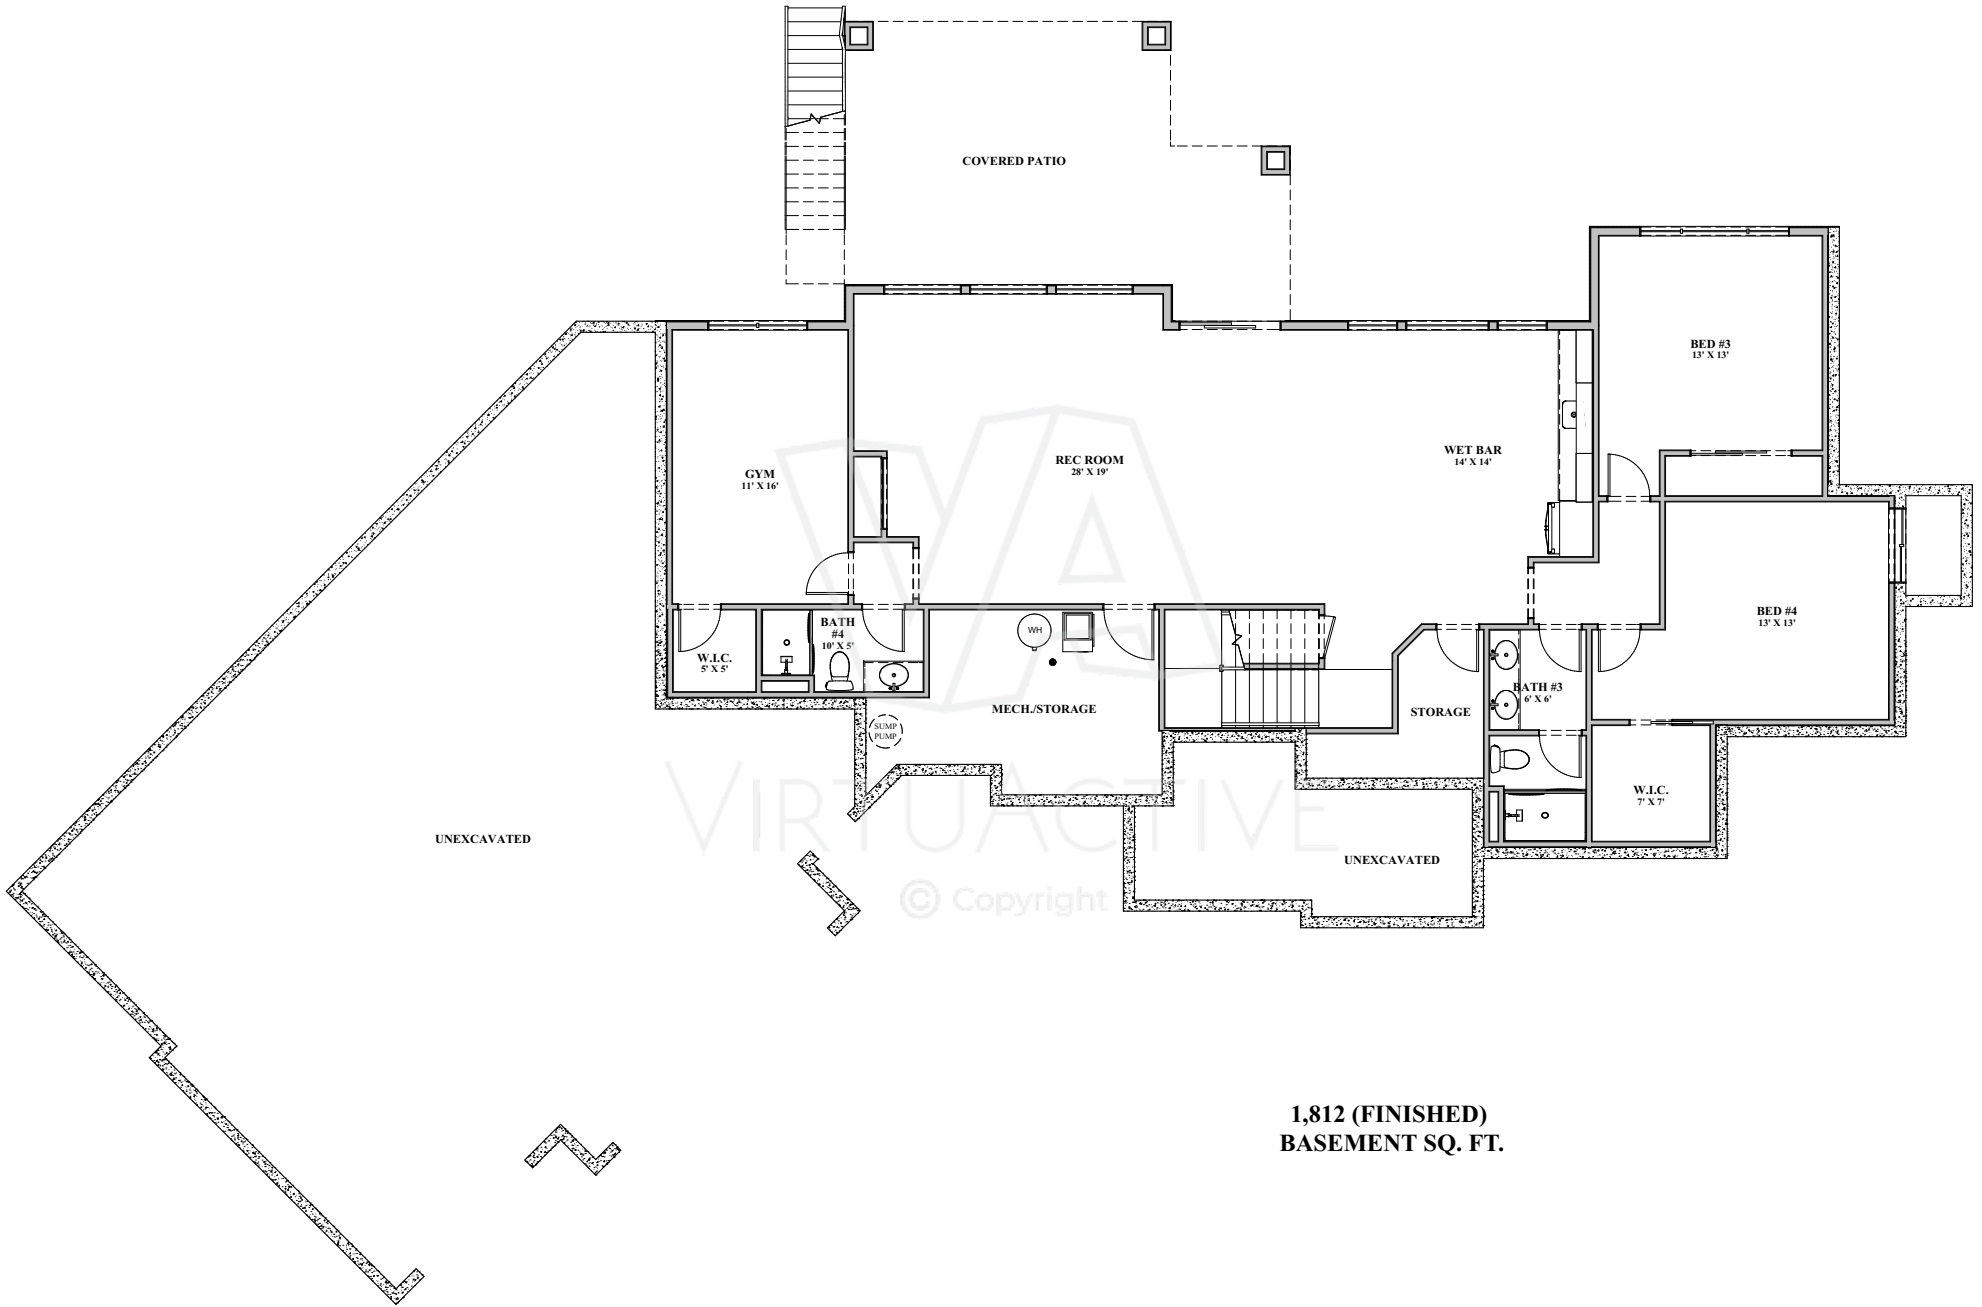 COVERED PATIO
BED #3
13' X 13'
REC ROOM
28' X 19'
WET BAR
14' X 14'
GYM
11' X 16'
BED #4
13' X 13'
BATH
#4
10' X 5'
WH
W.I.C.
5' X 5'
BATH #3
6' X 6'
MECH./STORAGE
STORAGE
SUMP
PUMP
W.I.C.
7' X 7'
VA
VIRTUACTIVE
© Copyright
UNEXCAVATED
UNEXCAVATED
1,812 (FINISHED)
BASEMENT SQ. FT.